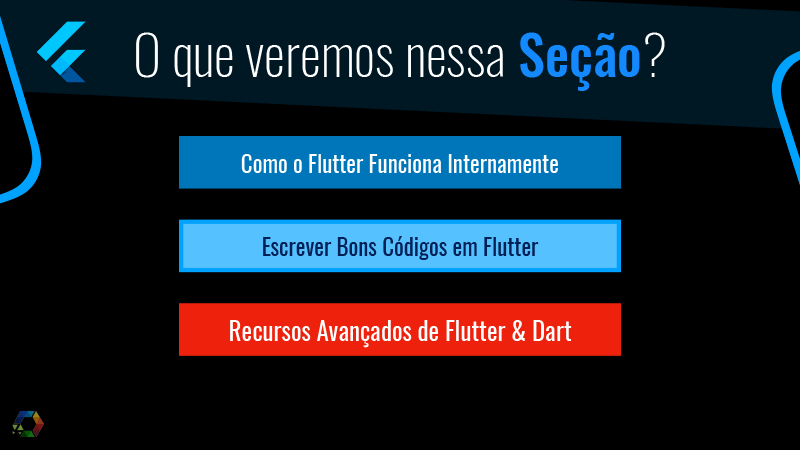 O que veremos nessa Seção?
Como o Flutter Funciona Internamente
Escrever Bons Códigos em Flutter
Recursos Avançados de Flutter & Dart